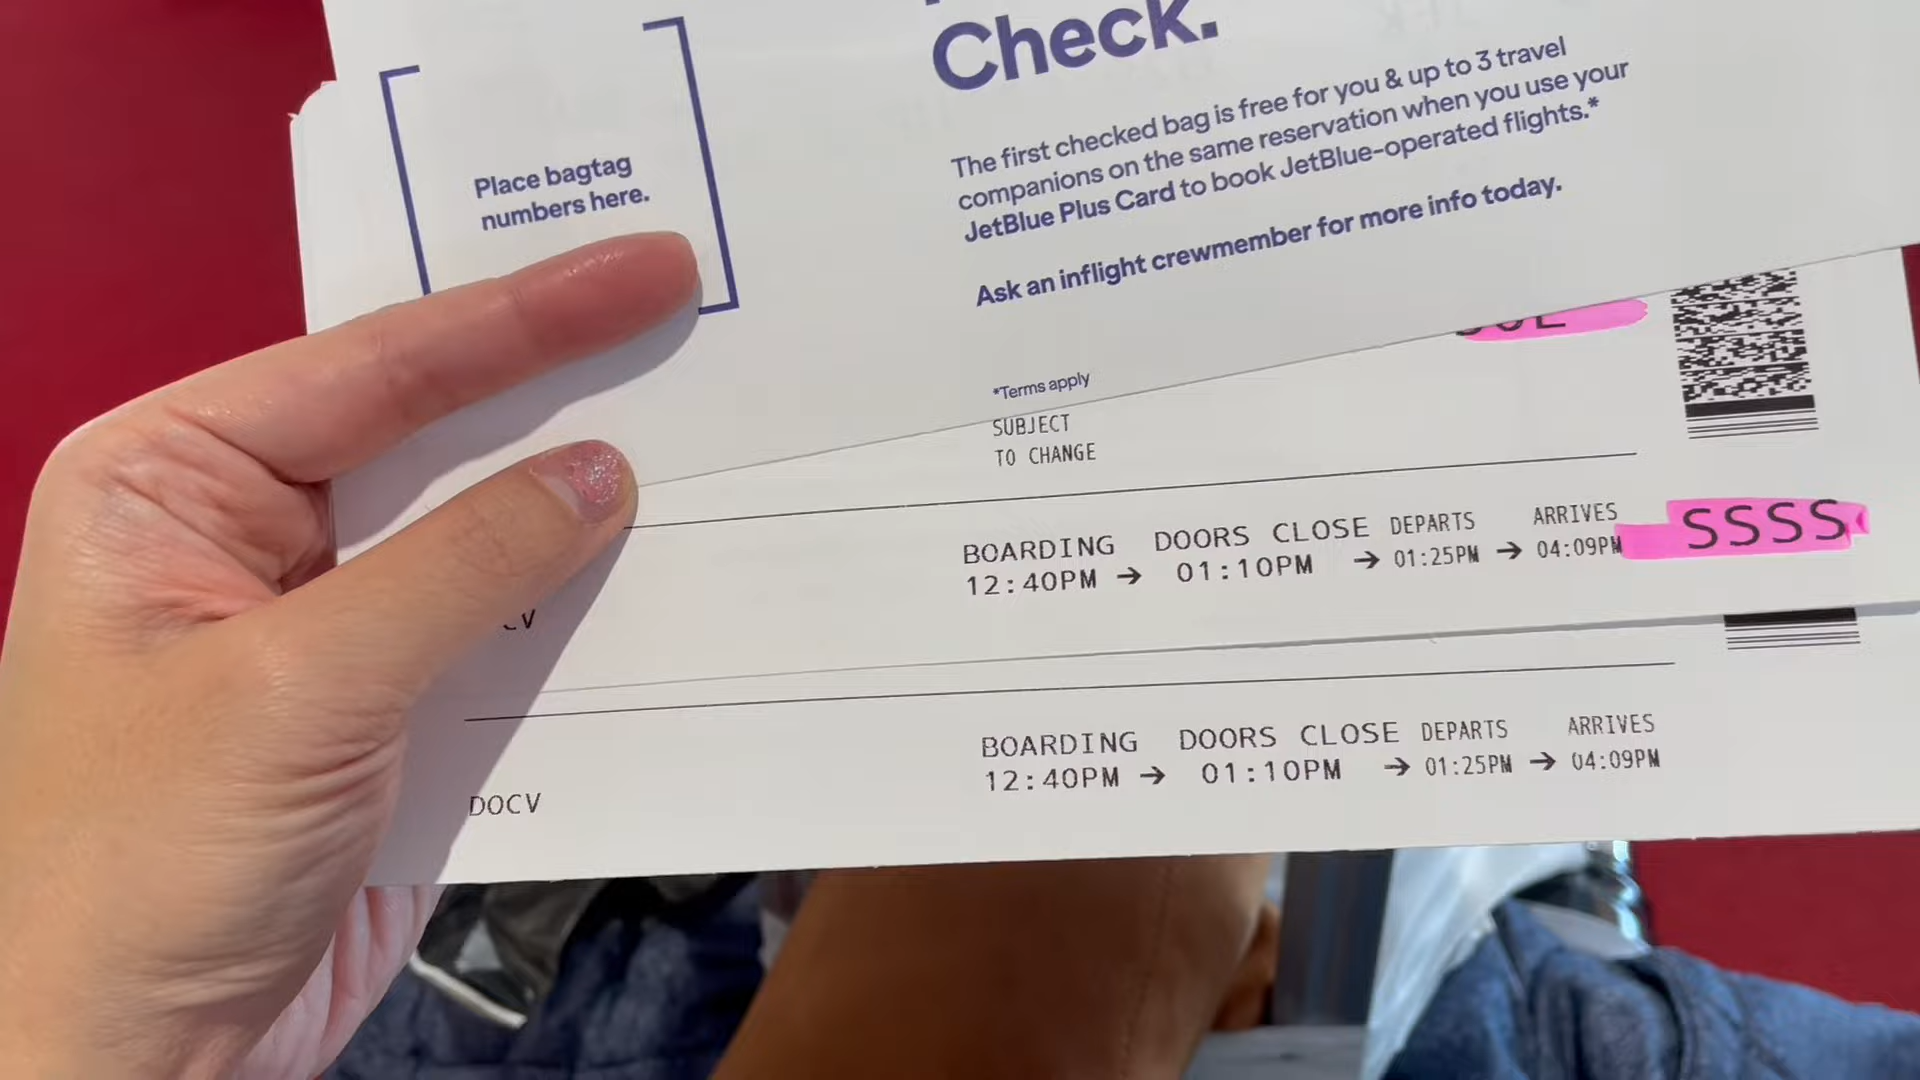 Check.
Place bagtag
numbers here.
The first checked bag is free for you & up to 3 travel
companions on the same reservation when you use your
JetBlue Plus Card to book JetBlue-operated flights.*
Ask an inflight crewmember for more info today.
*Terms apply
SUBJECT
TO CHANGE
BOARDING DOORS CLOSE DEPARTS ARRIVES
12:40PM → 01:10PM → 01:25PM → 04:09PM
SSSS
BOARDING DOORS CLOSE DEPARTS ARRIVES
12:40PM → 01:10PM → 01:25PM → 04:09PM
DOCV